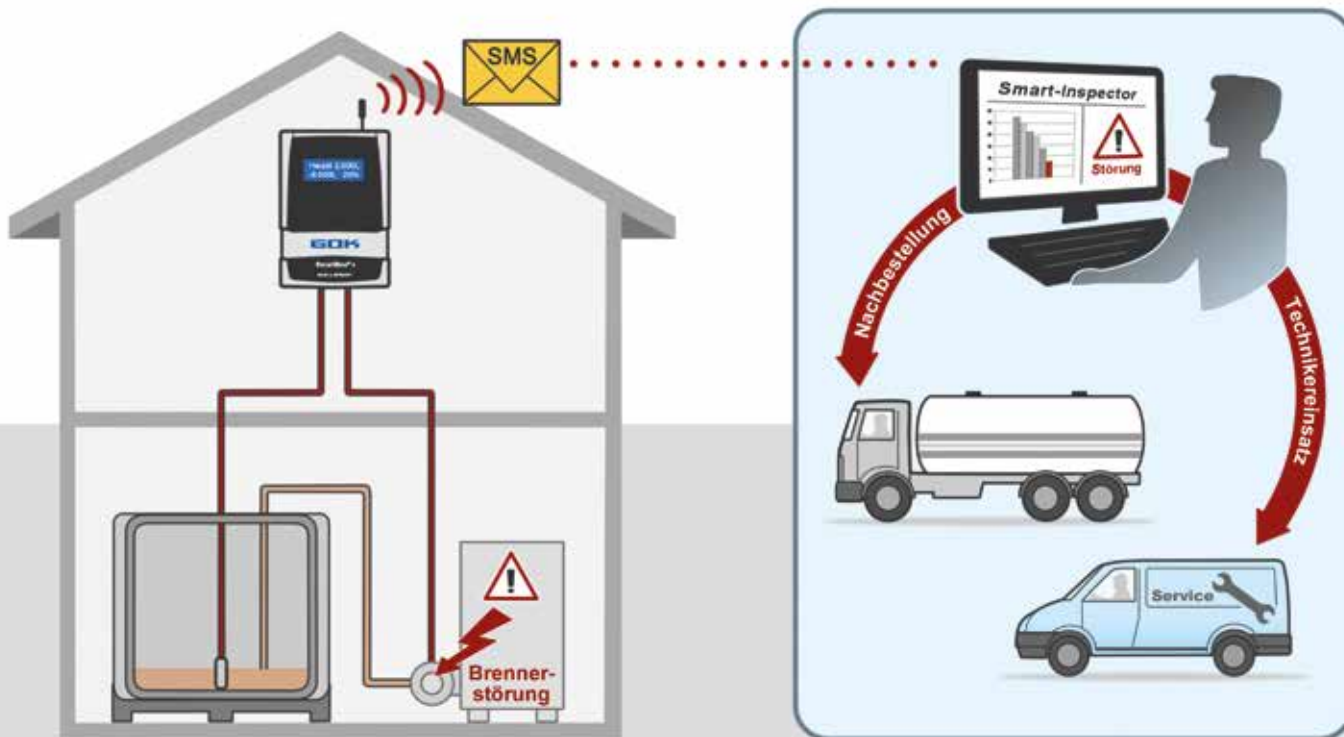 SMS
Smart-Inspector
Störung
GOK
Nachbestellung
Technikereinsatz
Service
Brenner-
störung